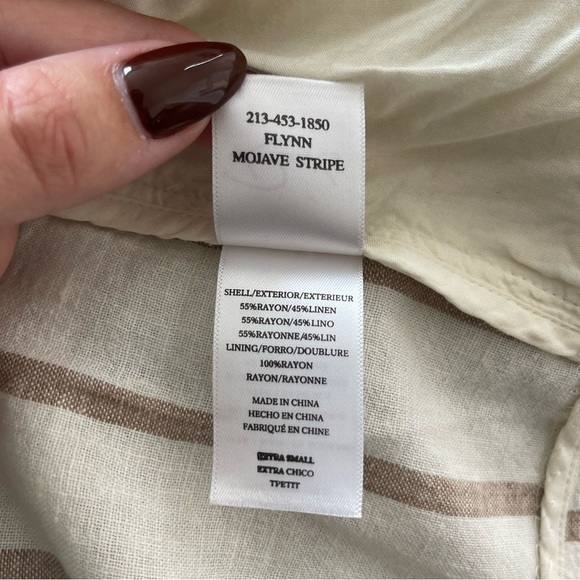 213-453-1850
FLYNN
MOJAVE STRIPE
SHELL/EXTERIOR/EXTERIEUR
55%RAYON/45%LINEN
55%RAYON/45%LINO
55%RAYONNE/45%LIN
LINING/FORRO/DOUBLURE
100%RAYON
RAYON/RAYONNE
MADE IN CHINA
HECHO EN CHINA
FABRIQUÉ EN CHINE
EXTRA SMALL
EXTRA CHICO
TPETIT